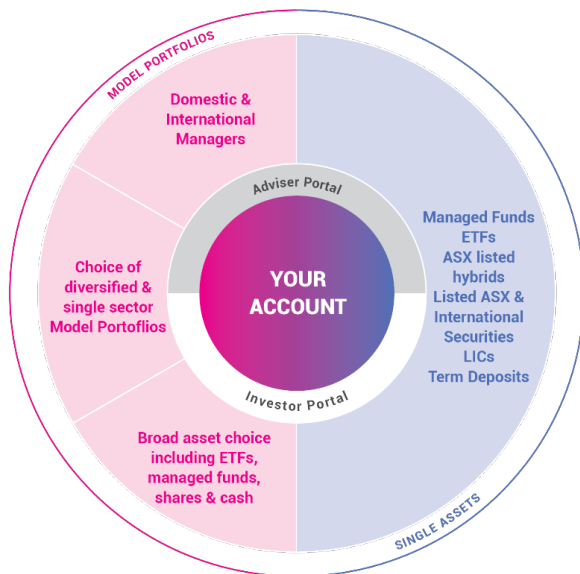 MODEL PORTFOLIOS
Domestic &
International
Managers
Adviser Portal
Choice of
diversified &
single sector
Model Portoflios
YOUR
ACCOUNT
Managed Funds
ETFs
ASX listed
hybrids
Listed ASX &
International
Securities
LICs
Term Deposits
Investor Portal
Broad asset choice
including ETFs,
managed funds,
shares & cash
SINGLE ASSETS